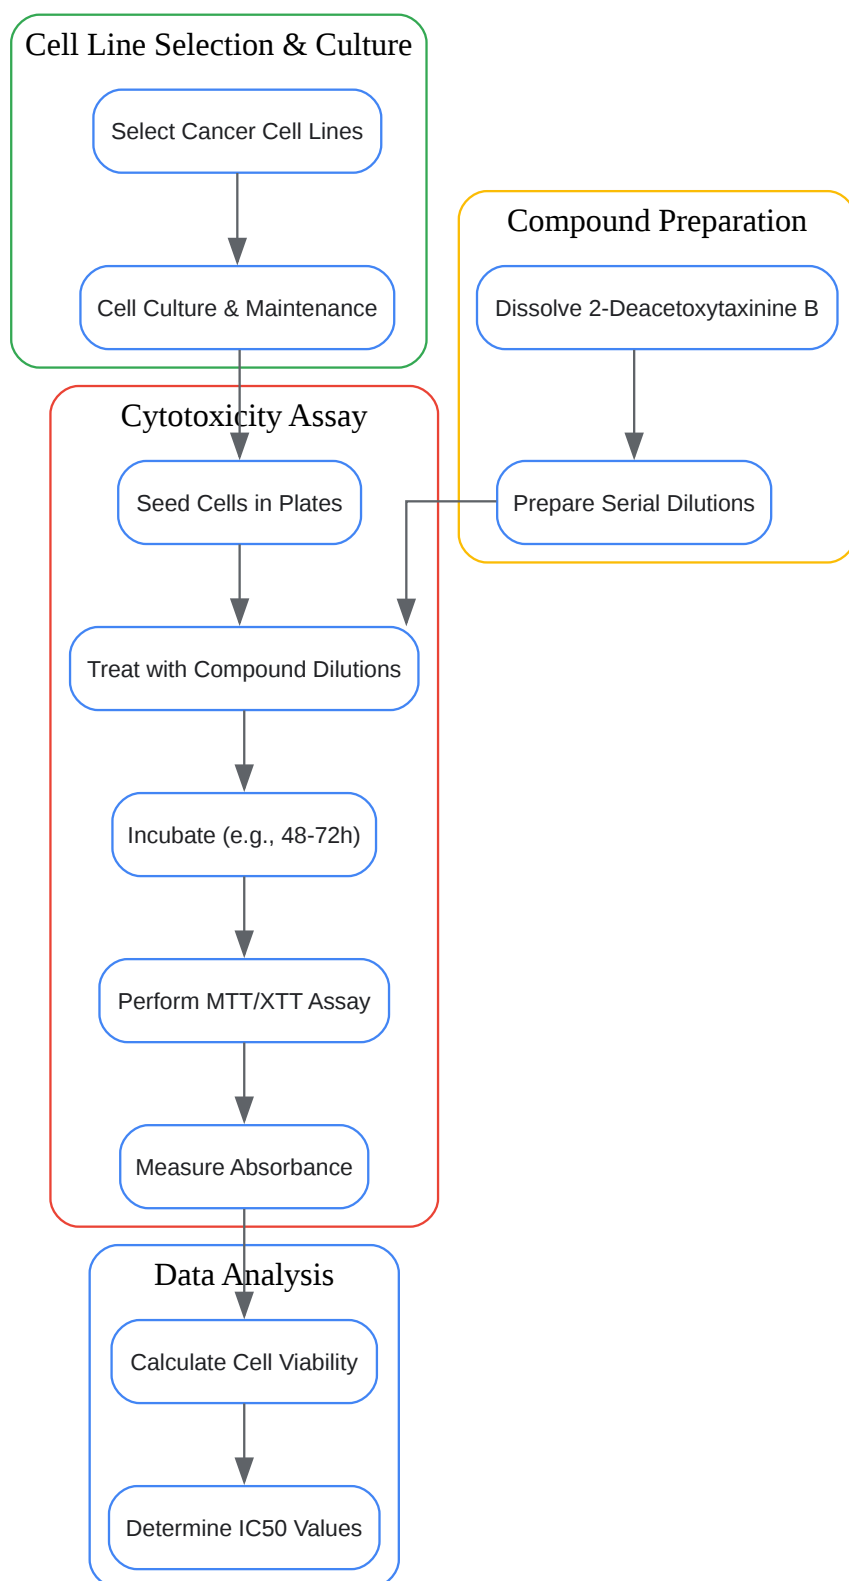 Cell Line Selection & Culture
Select Cancer Cell Lines
Cell Culture & Maintenance
Compound Preparation
Dissolve 2-Deacetoxytaxinine B
Prepare Serial Dilutions
Cytotoxicity Assay
Seed Cells in Plates
Treat with Compound Dilutions
Incubate (e.g., 48-72h)
Perform MTT/XTT Assay
Measure Absorbance
Data Analysis
Calculate Cell Viability
Determine IC50 Values